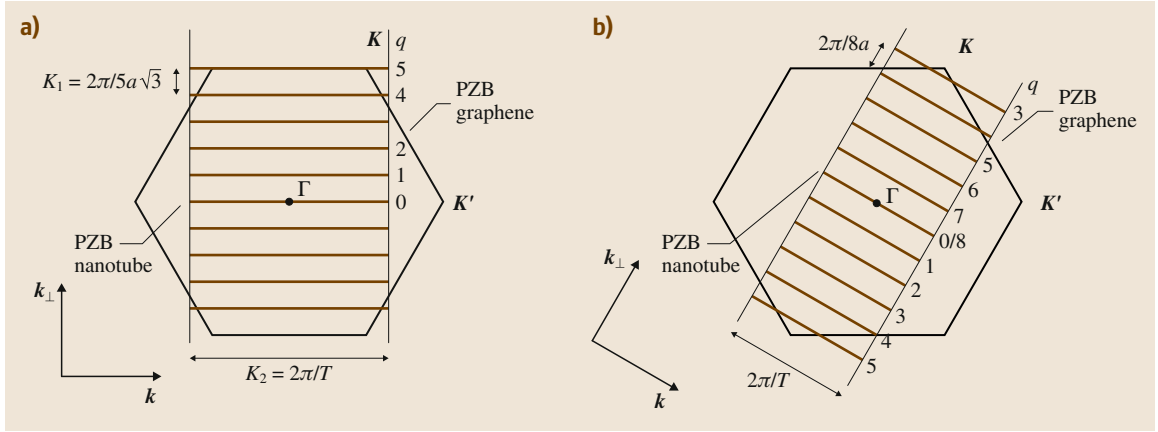 a)
K q
K₁ = 2π/5a√3
5
4
PZB
graphene
2
1
Γ
0
K'
PZB
nanotube
k⊥
K₂ = 2π/T
k
b)
2π/8a
K
q
3
PZB
graphene
5
6
Γ
7
K'
0/8
PZB
nanotube
1
k⊥
2
3
4
2π/T
5
k